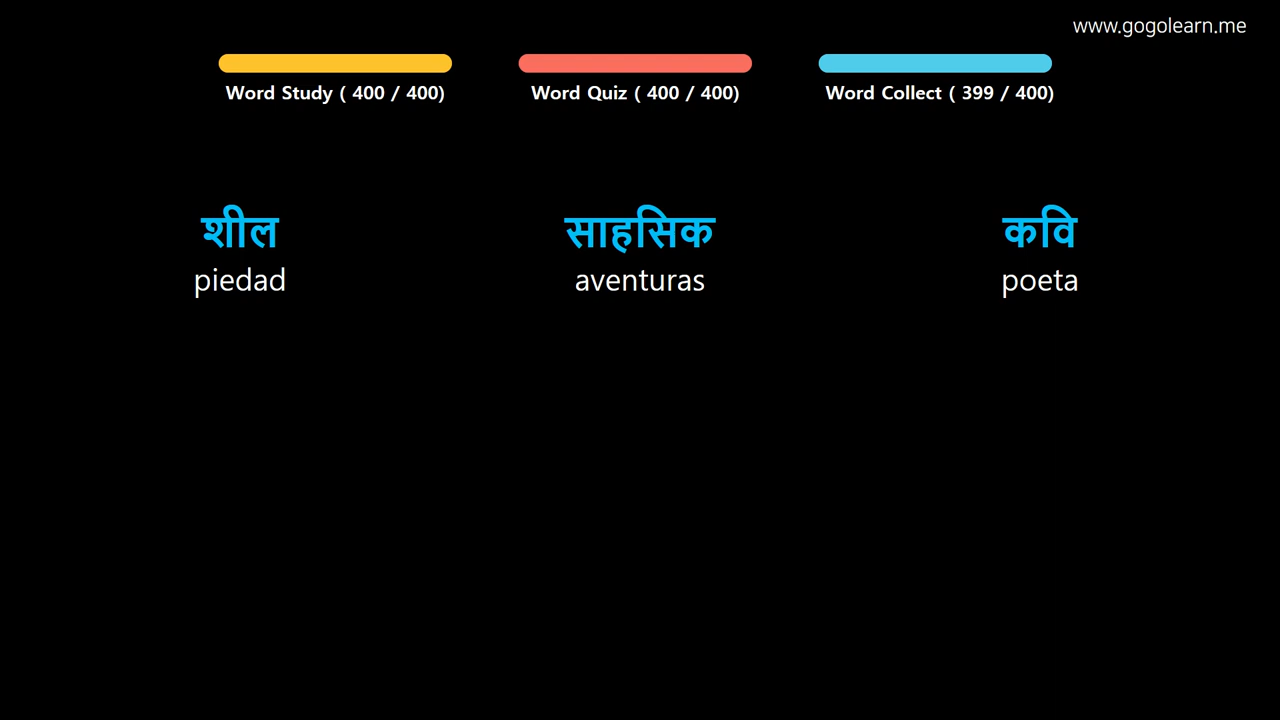 www.gogolearn.me
Word Study ( 400 / 400)
Word Quiz ( 400 / 400)
Word Collect ( 399 / 400)
शील
साहसिक
कवि
piedad
aventuras
poeta